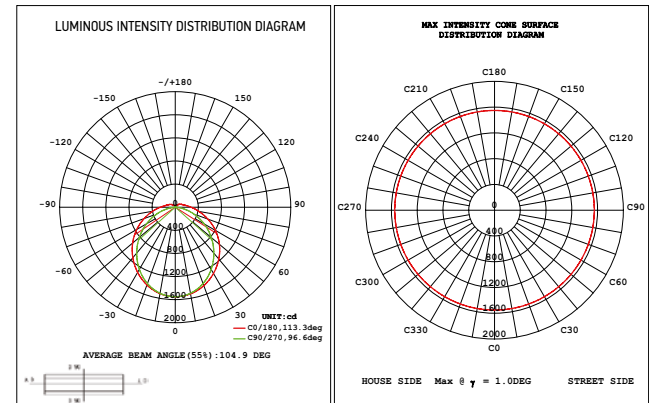 LUMINOUS INTENSITY DISTRIBUTION DIAGRAM
-/+180
-150 150
-120 120
-90 90
-60 60
-30 30
0
0
400
800
1200
1600
2000
UNIT:cd
C0/180,113.3deg
C90/270,96.6deg
AVERAGE BEAM ANGLE(55%):104.9 DEG
MAX INTENSITY CONE SURFACE
DISTRIBUTION DIAGRAM
C180
C210 C150
C240 C120
C270 C90
C300 C60
C330 C30
C0
0
400
800
1200
1600
2000
HOUSE SIDE Max @ γ = 1.0DEG STREET SIDE